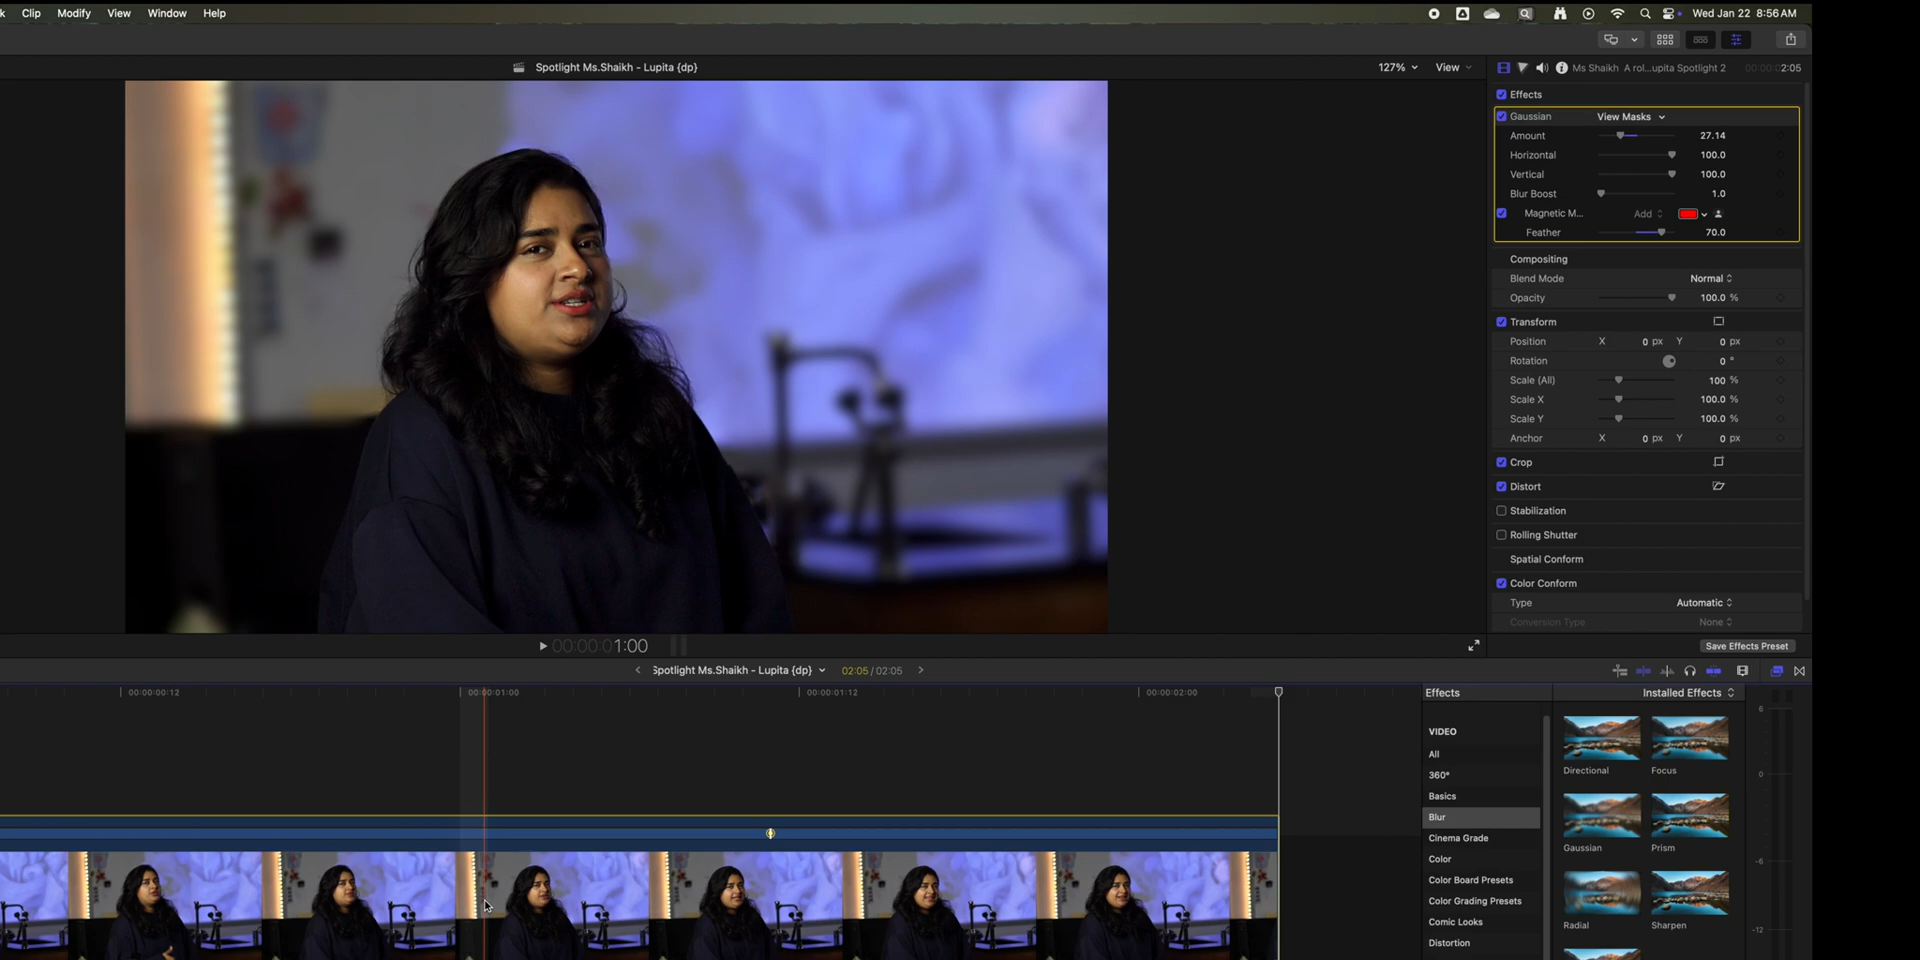 Clip Modify View Window Help
Wed Jan 22 8:56 AM
Spotlight Ms.Shaikh - Lupita {dp}
127%
View
Ms Shaikh A rol...upita Spotlight 2
00:00:02:05
Effects
Gaussian View Masks
Amount 27.14
Horizontal 100.0
Vertical 100.0
Blur Boost 1.0
Magnetic M... Add
Feather 70.0
Compositing
Blend Mode Normal
Opacity 100.0 %
Transform
Position X 0 px Y 0 px
Rotation 0 °
Scale (All) 100 %
Scale X 100.0 %
Scale Y 100.0 %
Anchor X 0 px Y 0 px
Crop
Distort
Stabilization
Rolling Shutter
Spatial Conform
Color Conform
Type Automatic
Conversion Type None
Save Effects Preset
00:00:01:00
Spotlight Ms.Shaikh - Lupita {dp}
02:05 / 02:05
00:00:00:12
00:00:01:00
00:00:01:12
00:00:02:00
Effects
Installed Effects
VIDEO
All
360°
Basics
Blur
Cinema Grade
Color
Color Board Presets
Color Grading Presets
Comic Looks
Distortion
Directional
Focus
Gaussian
Prism
Radial
Sharpen
6
0
-6
-12